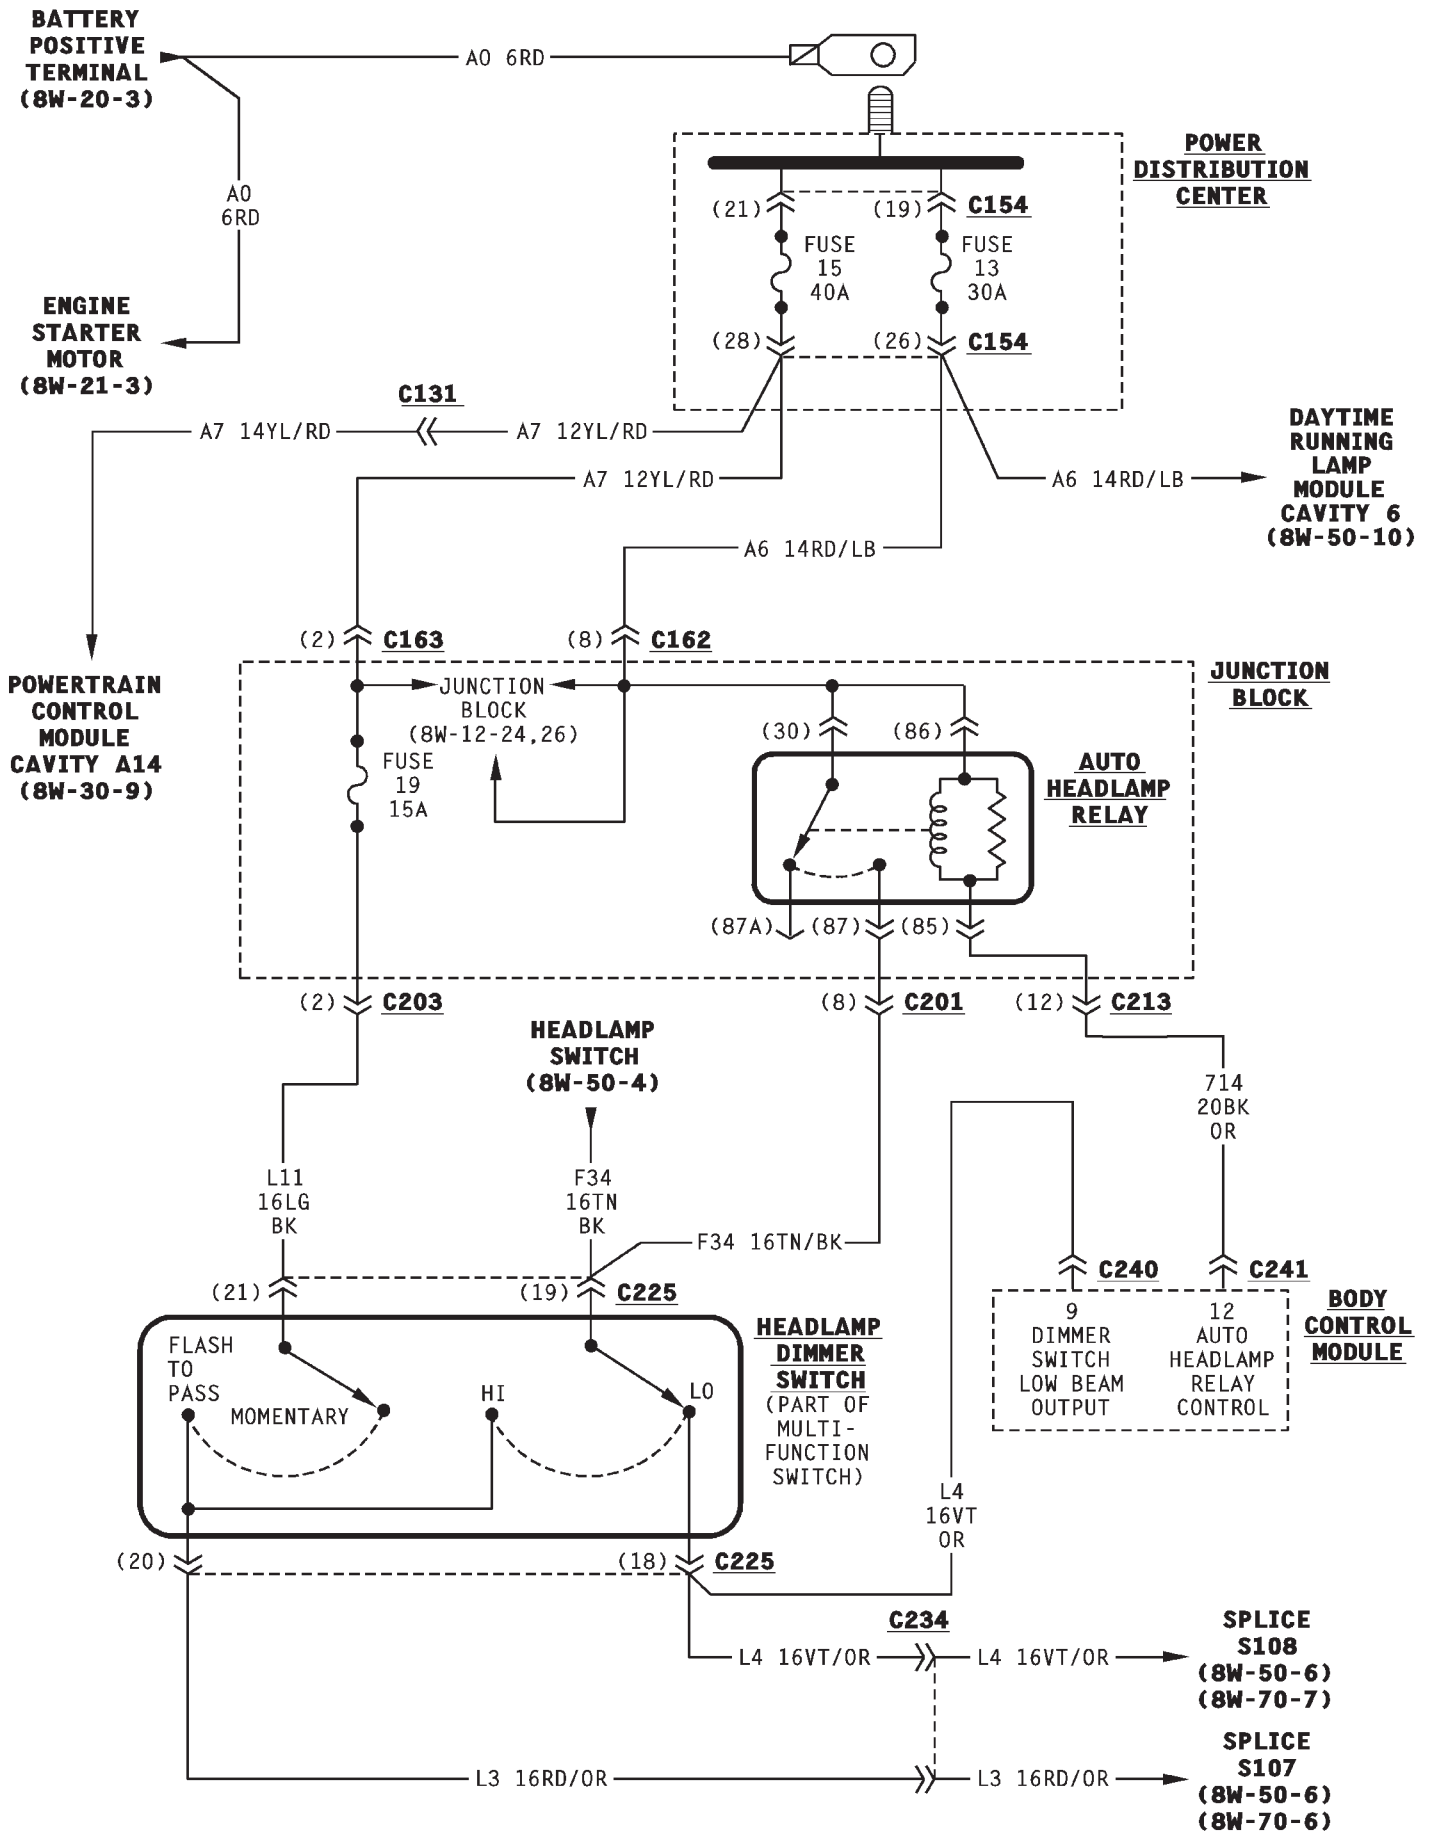 BATTERY
POSITIVE
TERMINAL
(8W-20-3)
A0 6RD
A0
6RD
ENGINE
STARTER
MOTOR
(8W-21-3)
POWER
DISTRIBUTION
CENTER
(21)
(19)
C154
FUSE
15
40A
FUSE
13
30A
(28)
(26)
C154
C131
A7 14YL/RD
A7 12YL/RD
A7 12YL/RD
A6 14RD/LB
A6 14RD/LB
DAYTIME
RUNNING
LAMP
MODULE
CAVITY 6
(8W-50-10)
(2)
C163
(8)
C162
POWERTRAIN
CONTROL
MODULE
CAVITY A14
(8W-30-9)
JUNCTION
BLOCK
JUNCTION
BLOCK
(8W-12-24,26)
FUSE
19
15A
(30)
(86)
AUTO
HEADLAMP
RELAY
(87A)
(87)
(85)
(2)
C203
(8)
C201
(12)
C213
HEADLAMP
SWITCH
(8W-50-4)
714
20BK
OR
L11
16LG
BK
F34
16TN
BK
F34 16TN/BK
(21)
(19)
C225
C240
C241
9
DIMMER
SWITCH
LOW BEAM
OUTPUT
12
AUTO
HEADLAMP
RELAY
CONTROL
BODY
CONTROL
MODULE
HEADLAMP
DIMMER
SWITCH
(PART OF
MULTI-
FUNCTION
SWITCH)
FLASH
TO
PASS
MOMENTARY
HI
LO
L4
16VT
OR
(20)
(18)
C225
C234
L4 16VT/OR
L4 16VT/OR
SPLICE
S108
(8W-50-6)
(8W-70-7)
L3 16RD/OR
L3 16RD/OR
SPLICE
S107
(8W-50-6)
(8W-70-6)